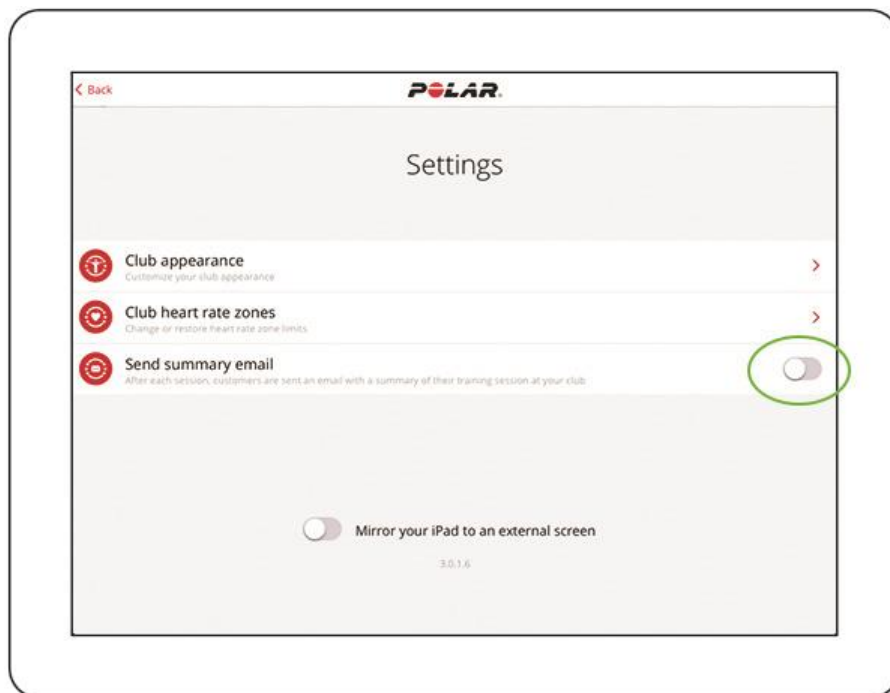 Back
POLAR.
Settings
Club appearance
Customize your club appearance
Club heart rate zones
Change or restore heart rate zone limits
Send summary email
After each session, customers are sent an email with a summary of their training session at your club
Mirror your iPad to an external screen
3.0.1.6